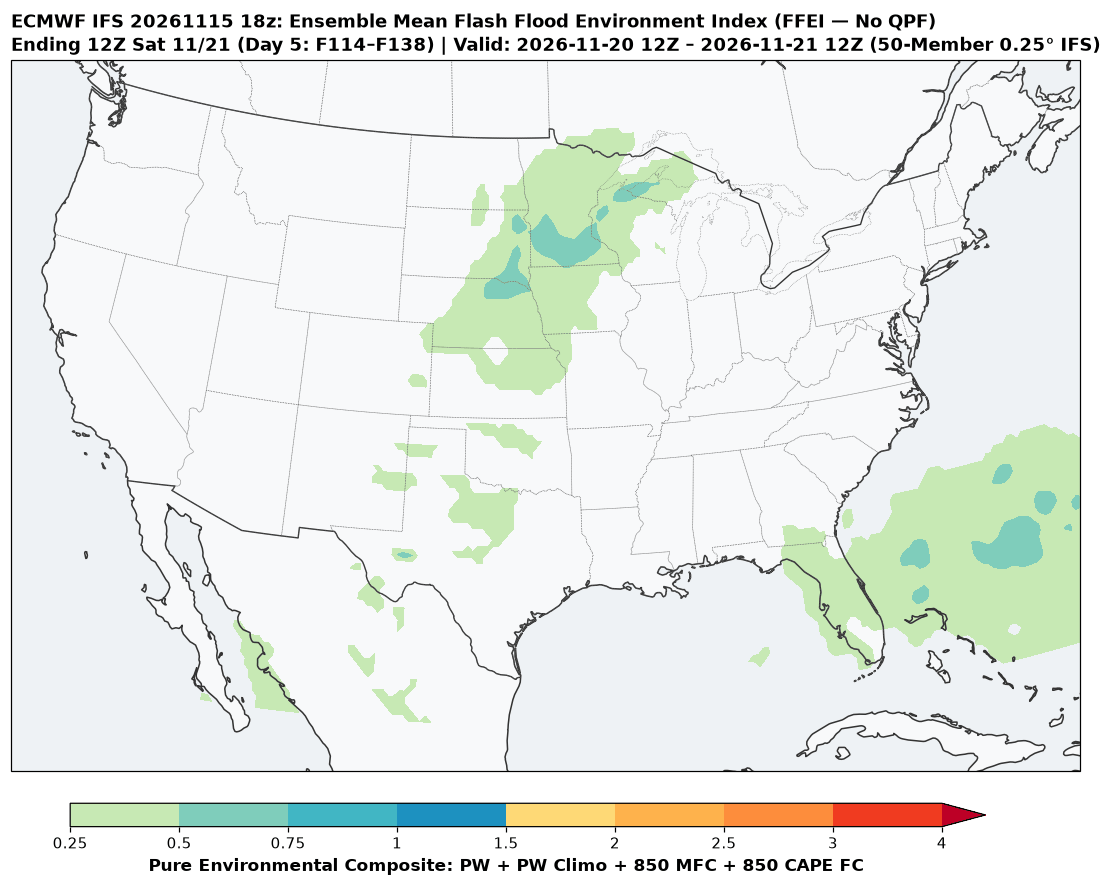 ECMWF IFS 20261115 18z: Ensemble Mean Flash Flood Environment Index (FFEI — No QPF)
Ending 12Z Sat 11/21 (Day 5: F114–F138) | Valid: 2026-11-20 12Z – 2026-11-21 12Z (50-Member 0.25° IFS)
0.25 0.5 0.75 1 1.5 2 2.5 3 4
Pure Environmental Composite: PW + PW Climo + 850 MFC + 850 CAPE FC